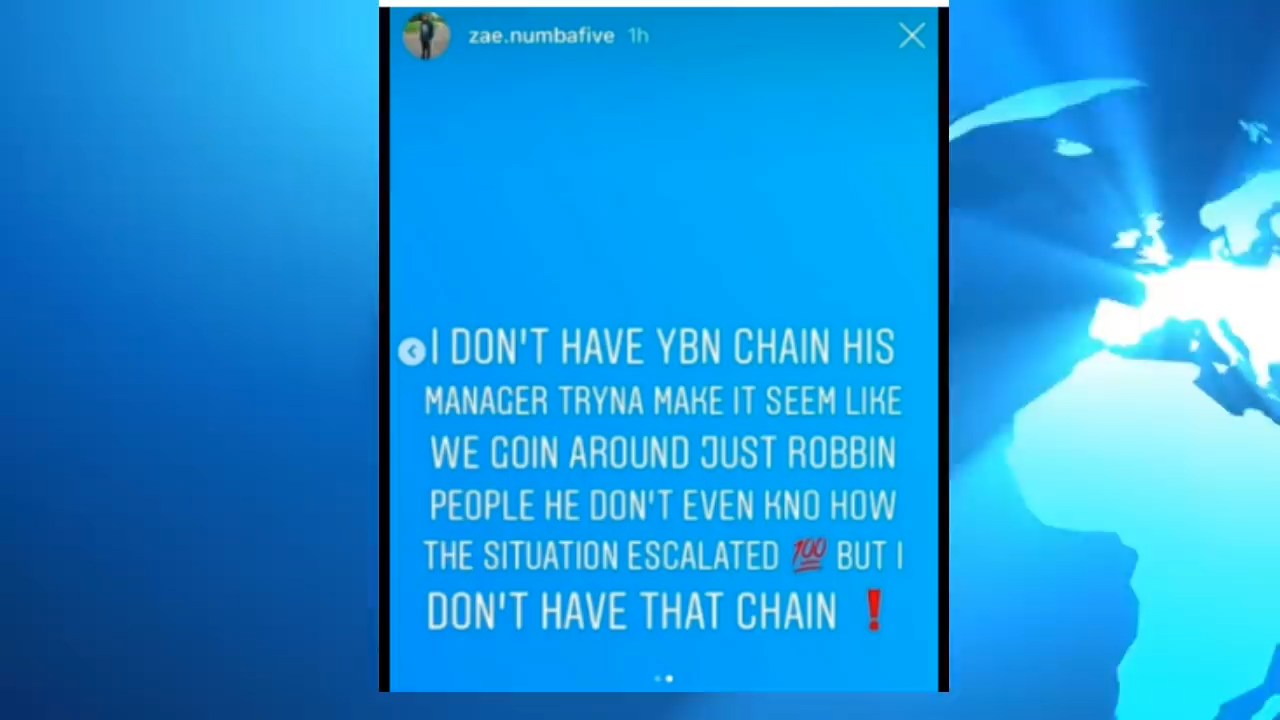 zae.numbafive 1h
I DON'T HAVE YBN CHAIN HIS
MANAGER TRYNA MAKE IT SEEM LIKE
WE GOIN AROUND JUST ROBBIN
PEOPLE HE DON'T EVEN KNO HOW
THE SITUATION ESCALATED 💯 BUT I
DON'T HAVE THAT CHAIN ❗